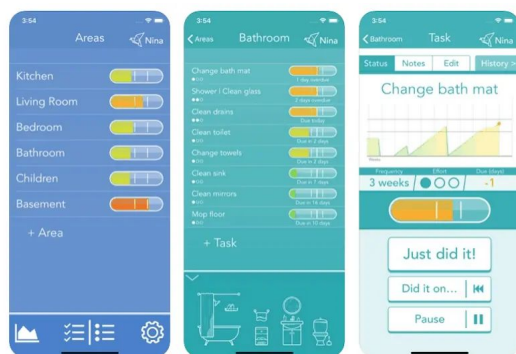 3:54
Areas
Nina
Kitchen
Living Room
Bedroom
Bathroom
Children
Basement
+ Area
3:54
Areas
Bathroom
Nina
Change bath mat
1 day overdue
Shower | Clean glass
2 days overdue
Clean drains
Due today
Clean toilet
Due in 2 days
Change towels
Due in 3 days
Clean sink
Due in 1 days
Clean mirrors
Due in 16 days
Mop floor
Due in 10 days
+ Task
3:54
Bathroom
Task
Nina
Status
Notes
Edit
History >
Change bath mat
Frequency
Effort
Due (days)
3 weeks
-1
Just did it!
Did it on...
Pause